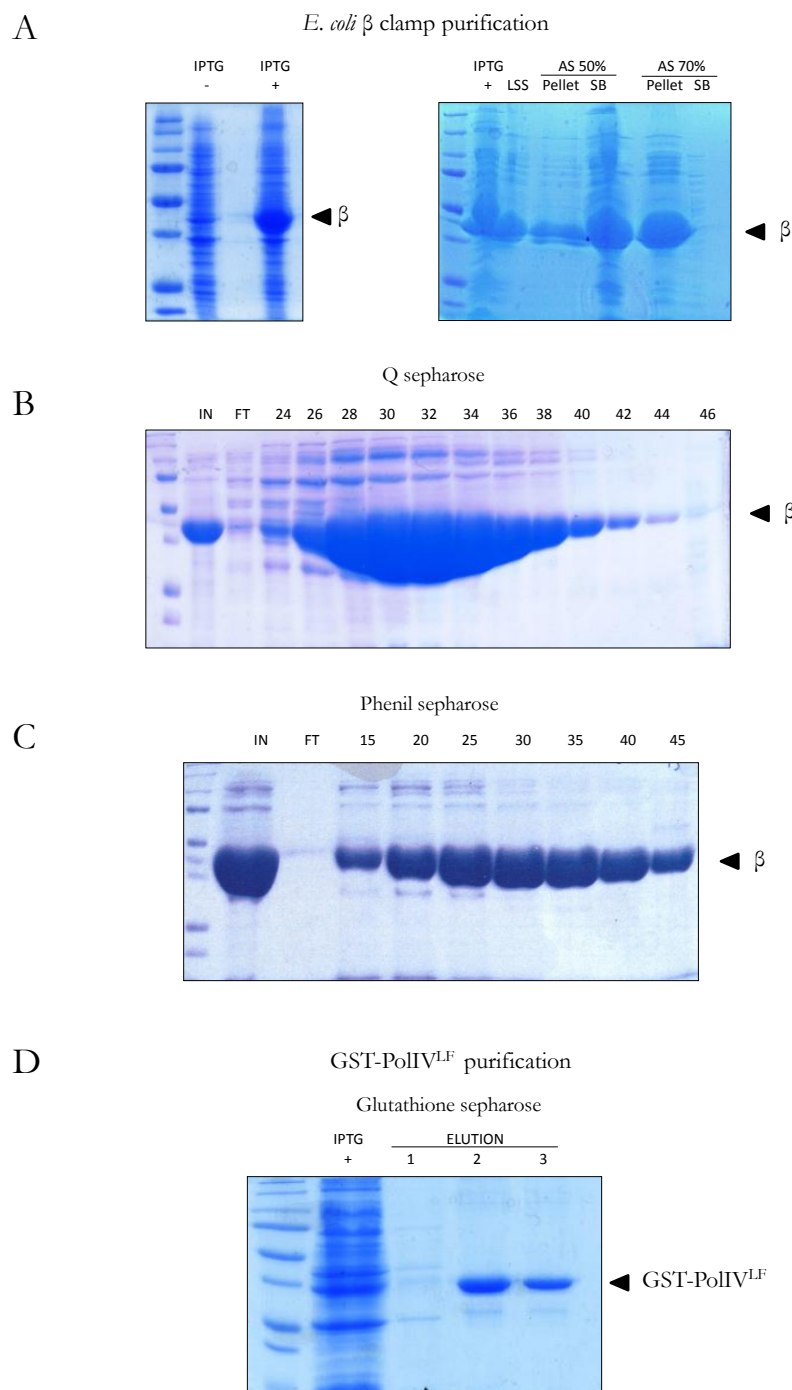 A
E. coli β clamp purification
IPTG IPTG
- +
β
IPTG AS 50% AS 70%
+ LSS Pellet SB Pellet SB
β
B
Q sepharose
IN FT 24 26 28 30 32 34 36 38 40 42 44 46
β
C
Phenil sepharose
IN FT 15 20 25 30 35 40 45
β
D
GST-PolIVLF purification
Glutathione sepharose
IPTG ELUTION
+ 1 2 3
GST-PolIVLF